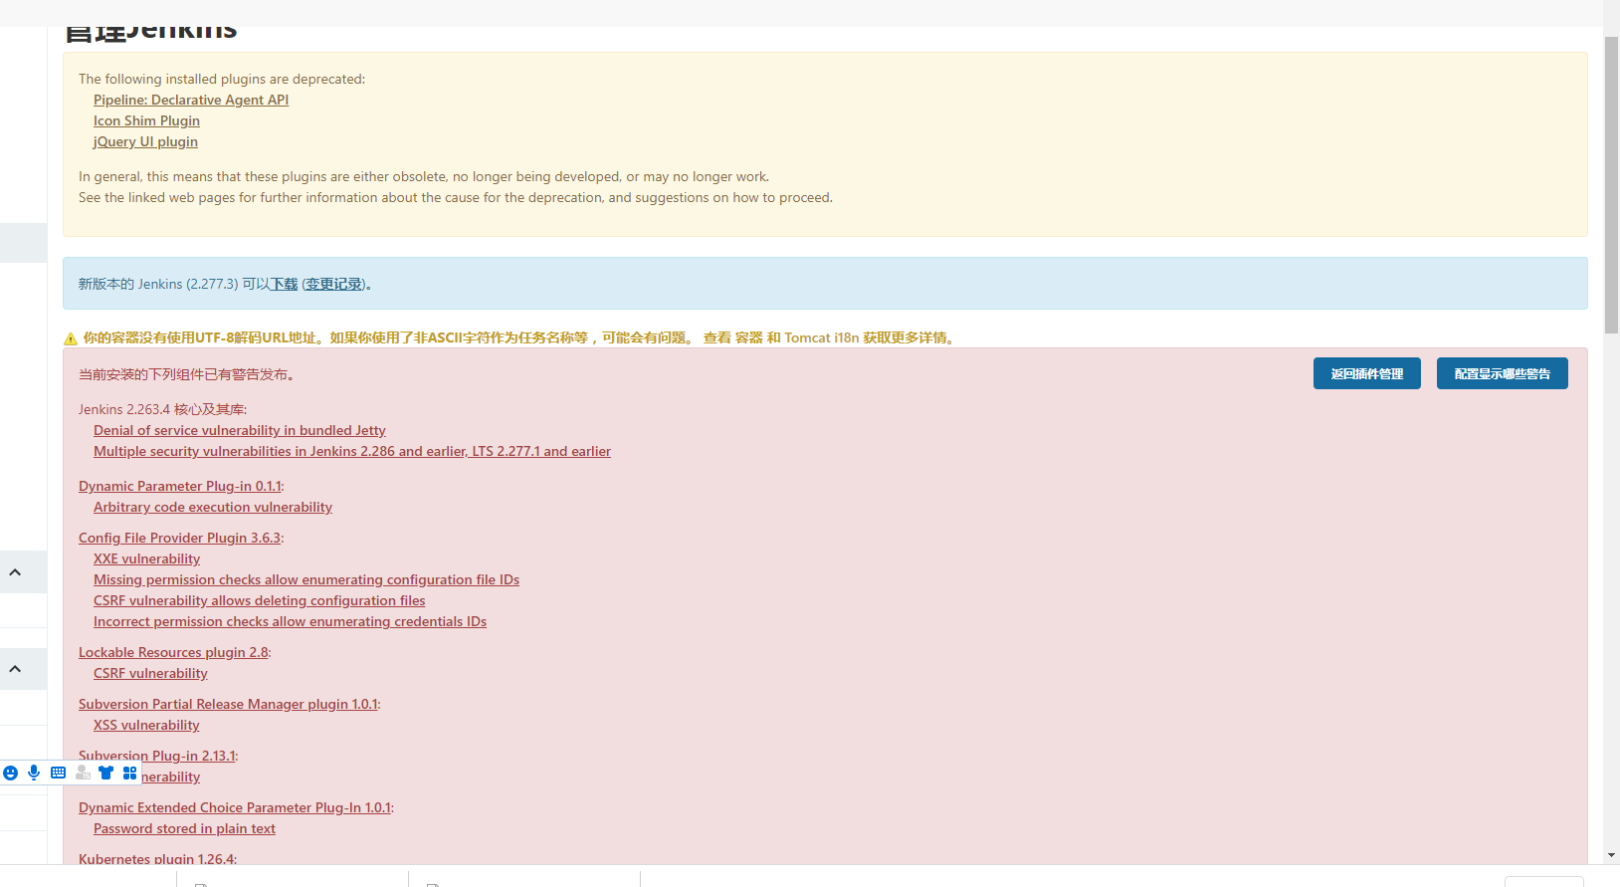 管理Jenkins
The following installed plugins are deprecated:
Pipeline: Declarative Agent API
Icon Shim Plugin
jQuery UI plugin
In general, this means that these plugins are either obsolete, no longer being developed, or may no longer work.
See the linked web pages for further information about the cause for the deprecation, and suggestions on how to proceed.
新版本的 Jenkins (2.277.3) 可以下载 (变更记录)。
你的容器没有使用UTF-8解码URL地址。如果你使用了非ASCII字符作为任务名称等，可能会有问题。 查看 容器 和 Tomcat i18n 获取更多详情。
当前安装的下列组件已有警告发布。
返回插件管理
配置显示哪些警告
Jenkins 2.263.4 核心及其库:
Denial of service vulnerability in bundled Jetty
Multiple security vulnerabilities in Jenkins 2.286 and earlier, LTS 2.277.1 and earlier
Dynamic Parameter Plug-in 0.1.1:
Arbitrary code execution vulnerability
Config File Provider Plugin 3.6.3:
XXE vulnerability
Missing permission checks allow enumerating configuration file IDs
CSRF vulnerability allows deleting configuration files
Incorrect permission checks allow enumerating credentials IDs
Lockable Resources plugin 2.8:
CSRF vulnerability
Subversion Partial Release Manager plugin 1.0.1:
XSS vulnerability
Subversion Plug-in 2.13.1:
nerability
Dynamic Extended Choice Parameter Plug-In 1.0.1:
Password stored in plain text
Kubernetes plugin 1.26.4: